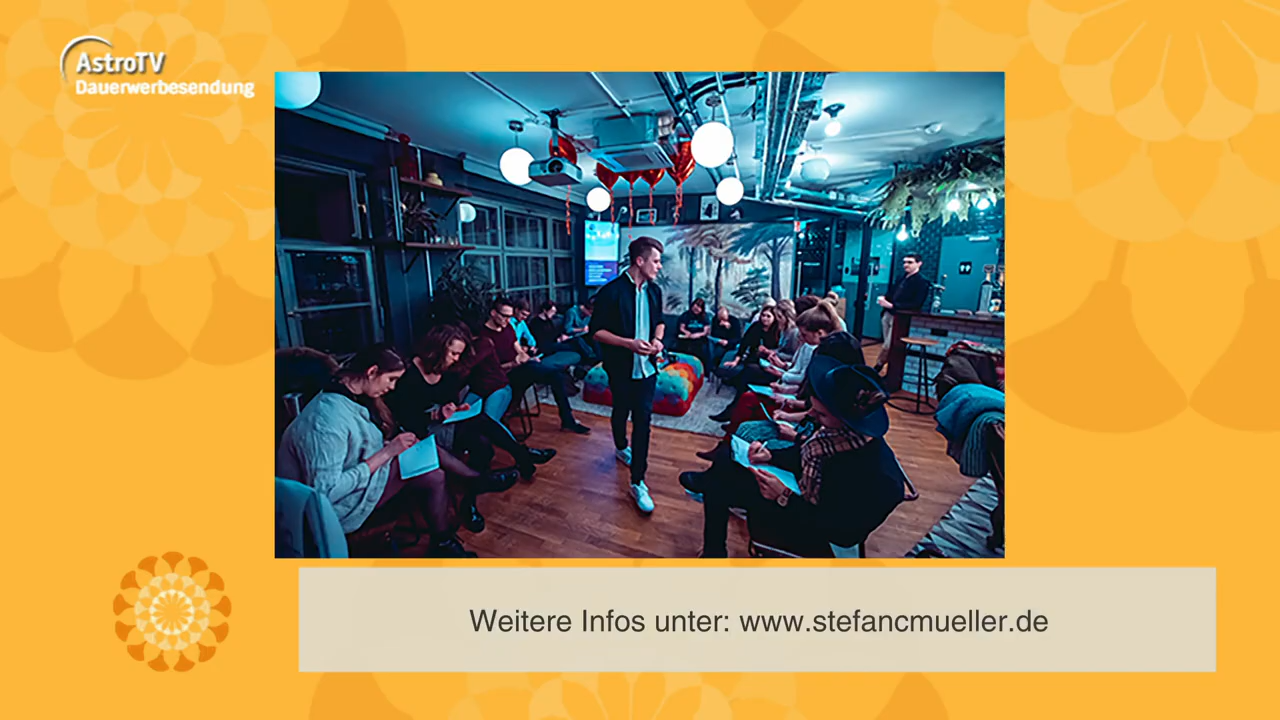 AstroTV
Dauerwerbesendung
Weitere Infos unter: www.stefancmueller.de